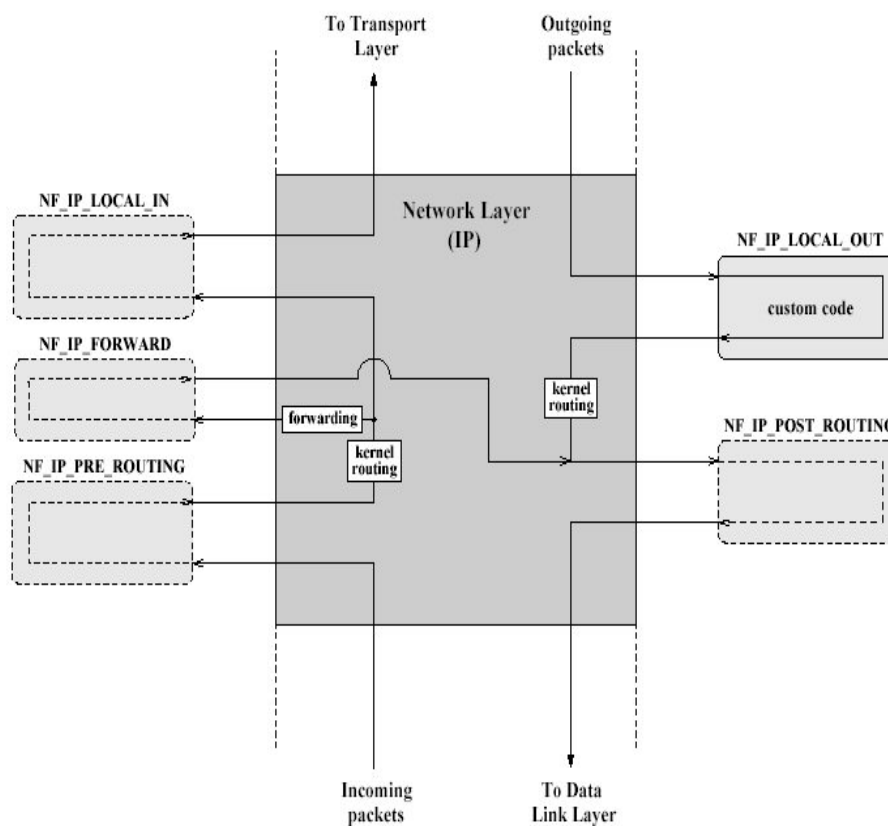 To Transport
Layer
Outgoing
packets
NF_IP_LOCAL_IN
Network Layer
(IP)
NF_IP_LOCAL_OUT
custom code
NF_IP_FORWARD
kernel
routing
forwarding
kernel
routing
NF_IP_POST_ROUTING
NF_IP_PRE_ROUTING
Incoming
packets
To Data
Link Layer